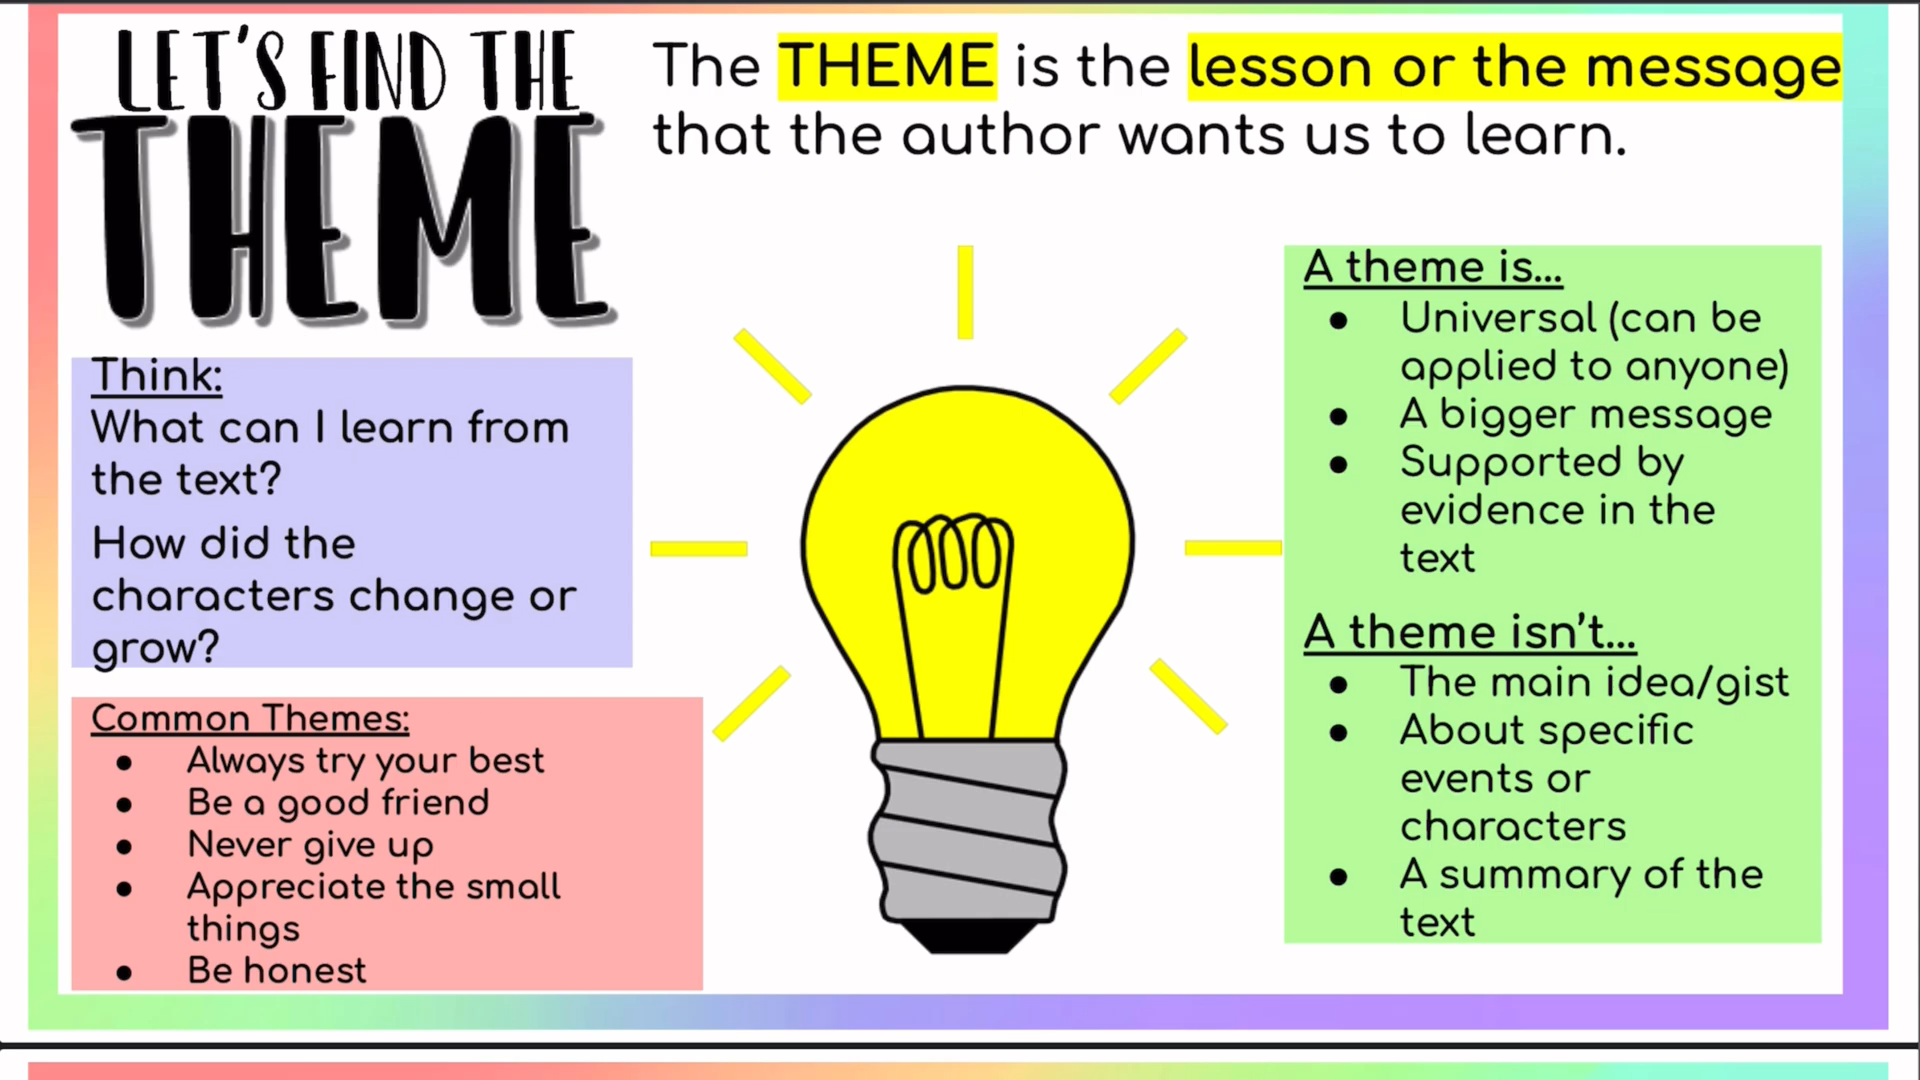 LET'S FIND THE
THEME
The THEME is the lesson or the message
that the author wants us to learn.
Think:
What can I learn from
the text?
How did the
characters change or
grow?
Common Themes:
● Always try your best
● Be a good friend
● Never give up
● Appreciate the small
things
● Be honest
A theme is...
● Universal (can be
applied to anyone)
● A bigger message
● Supported by
evidence in the
text
A theme isn't...
● The main idea/gist
● About specific
events or
characters
● A summary of the
text